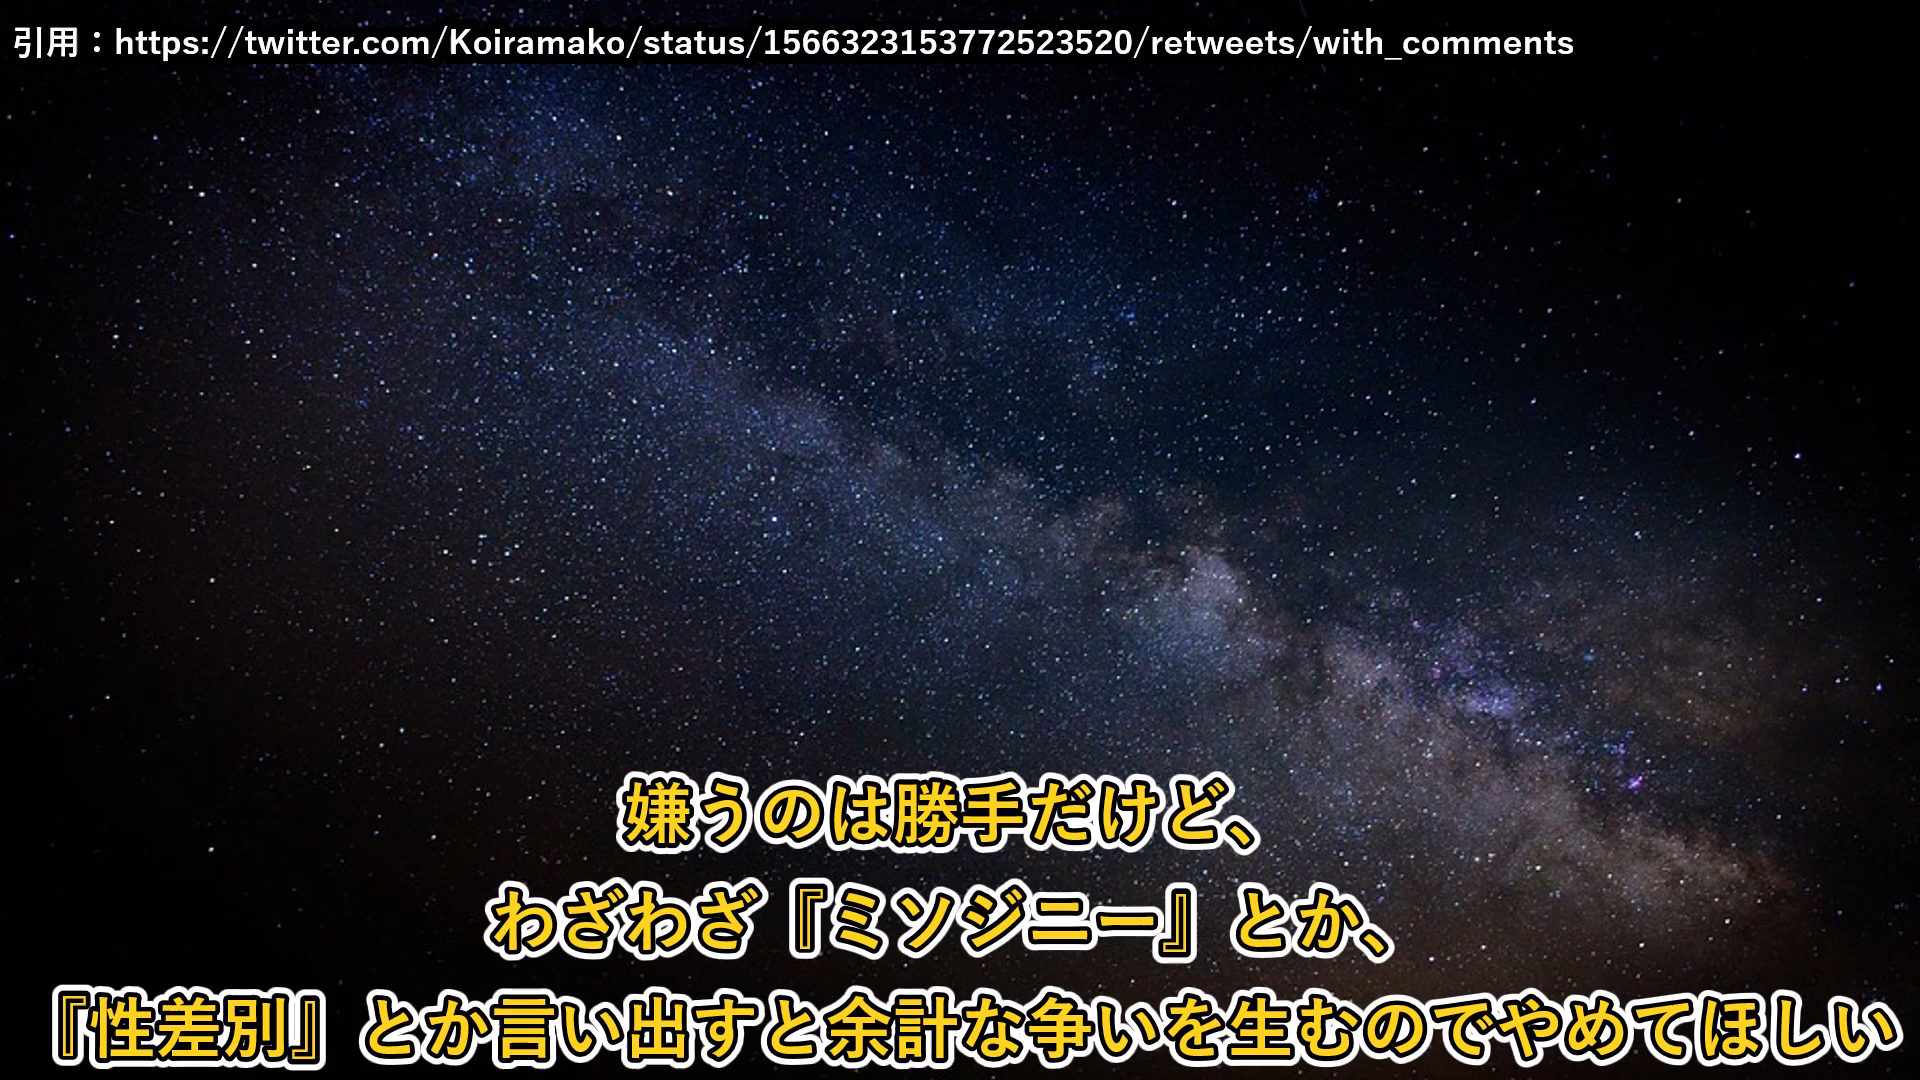 引用：https://twitter.com/Koiramako/status/1566323153772523520/retweets/with_comments
嫌うのは勝手だけど、
わざわざ『ミソジニー』とか、
『性差別』とか言い出すと余計な争いを生むのでやめてほしい